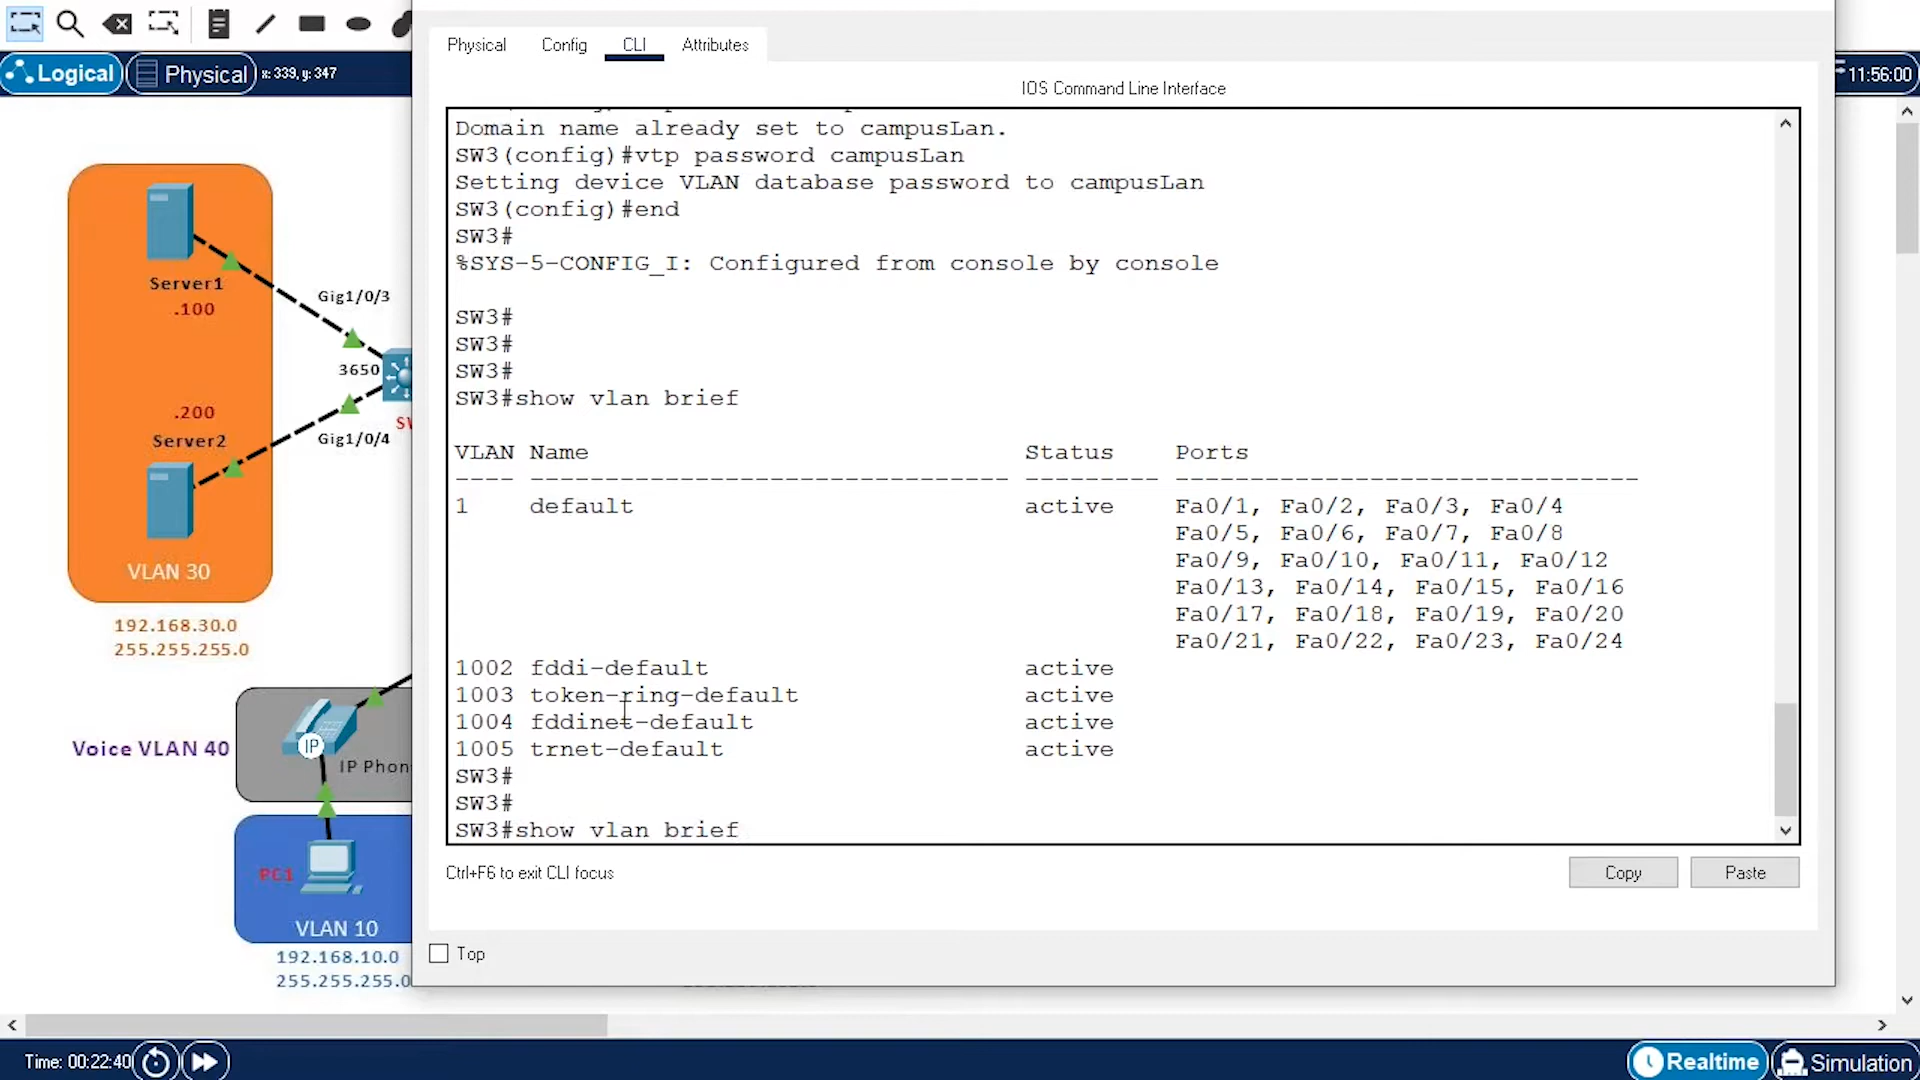 Physical Config CLI Attributes
Logical Physical x: 339, y: 347 11:56:00
IOS Command Line Interface
Domain name already set to campusLan.
SW3(config)#vtp password campusLan
Setting device VLAN database password to campusLan
SW3(config)#end
SW3#
%SYS-5-CONFIG_I: Configured from console by console
SW3#
SW3#
SW3#
SW3#show vlan brief
VLAN Name Status Ports
---- -------------------------------- --------- -------------------------------
1 default active Fa0/1, Fa0/2, Fa0/3, Fa0/4
Fa0/5, Fa0/6, Fa0/7, Fa0/8
Fa0/9, Fa0/10, Fa0/11, Fa0/12
Fa0/13, Fa0/14, Fa0/15, Fa0/16
Fa0/17, Fa0/18, Fa0/19, Fa0/20
Fa0/21, Fa0/22, Fa0/23, Fa0/24
1002 fddi-default active
1003 token-ring-default active
1004 fddinet-default active
1005 trnet-default active
SW3#
SW3#
SW3#show vlan brief
Ctrl+F6 to exit CLI focus
Copy Paste
Top
Server1
.100
Gig1/0/3
3650
.200
Server2
Gig1/0/4
VLAN 30
192.168.30.0
255.255.255.0
Voice VLAN 40
IP
IP Phon
PC1
VLAN 10
192.168.10.0
255.255.255.0
Time: 00:22:40 Realtime Simulation